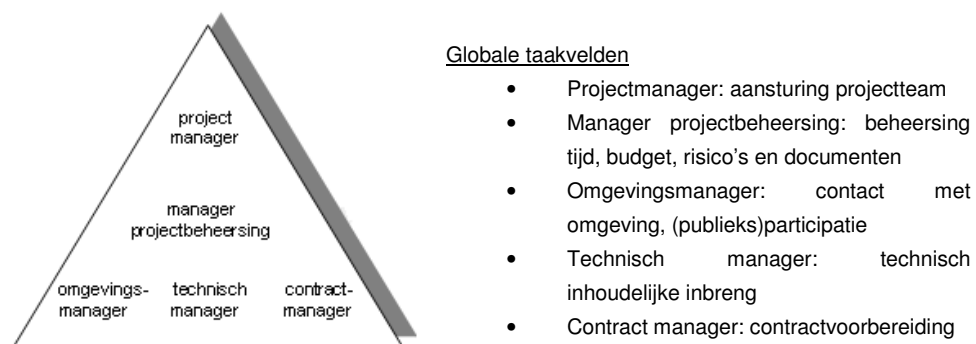 project
manager
manager
projectbeheersing
omgevings-
manager
technisch
manager
contract-
manager
Globale taakvelden
• Projectmanager: aansturing projectteam
• Manager projectbeheersing: beheersing
tijd, budget, risico's en documenten
• Omgevingsmanager: contact met
omgeving, (publieks)participatie
• Technisch manager: technisch
inhoudelijke inbreng
• Contract manager: contractvoorbereiding